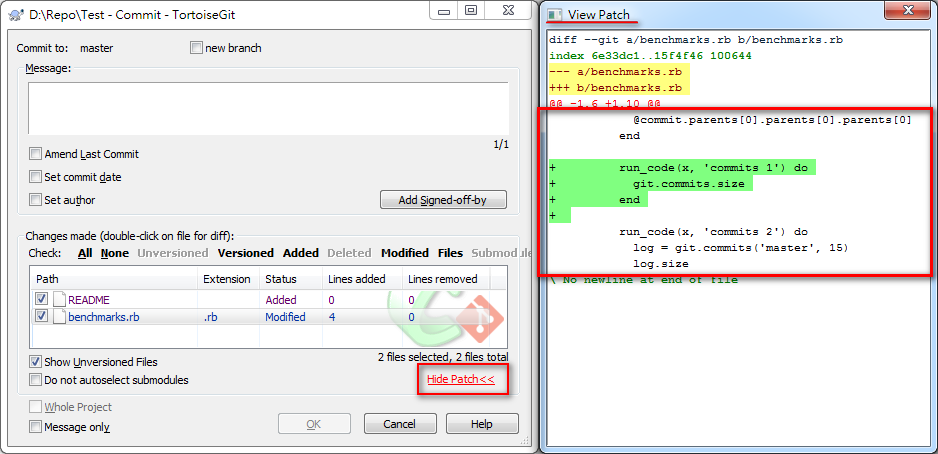 D:\Repo\Test - Commit - TortoiseGit
Commit to: master new branch
Message:
1/1
Amend Last Commit
Set commit date
Set author
Add Signed-off-by
Changes made (double-click on file for diff):
Check: All None Unversioned Versioned Added Deleted Modified Files Submodule
Path Extension Status Lines added Lines removed
README Added 0 0
benchmarks.rb .rb Modified 4 0
Show Unversioned Files
2 files selected, 2 files total
Do not autoselect submodules
Hide Patch<<
Whole Project
Message only
OK Cancel Help
View Patch
diff --git a/benchmarks.rb b/benchmarks.rb
index 6e33dc1..15f4f46 100644
--- a/benchmarks.rb
+++ b/benchmarks.rb
@@ -1,6 +1,10 @@
@commit.parents[0].parents[0].parents[0]
end
+ run_code(x, 'commits 1') do
+ git.commits.size
+ end
+
run_code(x, 'commits 2') do
log = git.commits('master', 15)
log.size
\ No newline at end of file